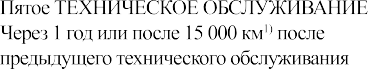 Пятое ТЕХНИЧЕСКОЕ ОБСЛУЖИВАНИЕ
Через 1 год или после 15 000 км¹⁾ после
предыдущего технического обслуживания